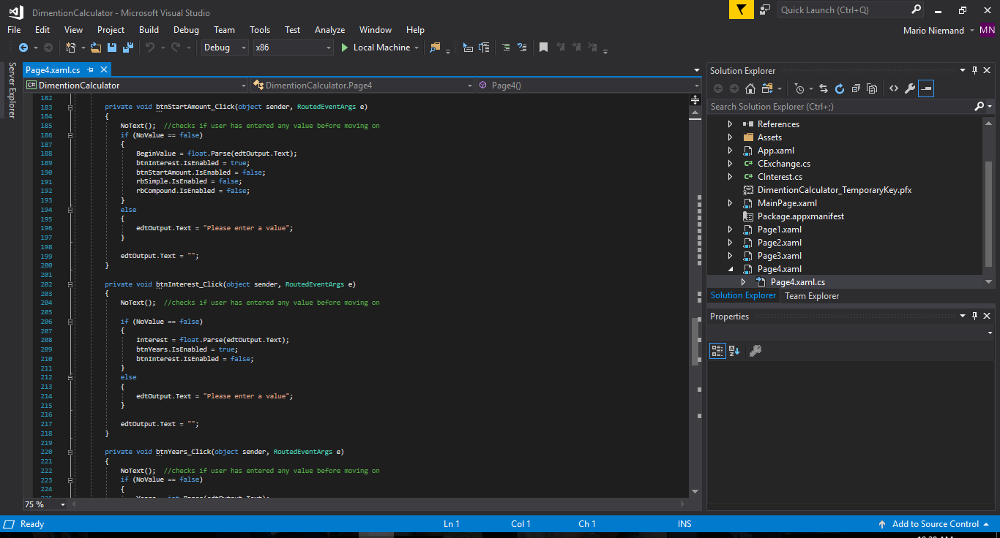 DimentionCalculator - Microsoft Visual Studio
Quick Launch (Ctrl+Q)
File Edit View Project Build Debug Team Tools Test Analyze Window Help
Mario Niemand MN
Debug x86 Local Machine
Server Explorer
Page4.xaml.cs
C# DimentionCalculator DimentionCalculator.Page4 Page4()
182
183 private void btnStartAmount_Click(object sender, RoutedEventArgs e)
184 {
185 NoText(); //checks if user has entered any value before moving on
186 if (NoValue == false)
187 {
188 BeginValue = float.Parse(edtOutput.Text);
189 btnInterest.IsEnabled = true;
190 btnStartAmount.IsEnabled = false;
191 rbSimple.IsEnabled = false;
192 rbCompound.IsEnabled = false;
193 }
194 else
195 {
196 edtOutput.Text = "Please enter a value";
197 }
198
199 edtOutput.Text = "";
200 }
201
202 private void btnInterest_Click(object sender, RoutedEventArgs e)
203 {
204 NoText(); //checks if user has entered any value before moving on
205
206 if (NoValue == false)
207 {
208 Interest = float.Parse(edtOutput.Text);
209 btnYears.IsEnabled = true;
210 btnInterest.IsEnabled = false;
211 }
212 else
213 {
214 edtOutput.Text = "Please enter a value";
215 }
216
217 edtOutput.Text = "";
218 }
219
220 private void btnYears_Click(object sender, RoutedEventArgs e)
221 {
222 NoText(); //checks if user has entered any value before moving on
223 if (NoValue == false)
224 {
75 %
Solution Explorer
Search Solution Explorer (Ctrl+;)
References
Assets
App.xaml
C# CExchange.cs
C# CInterest.cs
DimentionCalculator_TemporaryKey.pfx
MainPage.xaml
Package.appxmanifest
Page1.xaml
Page2.xaml
Page3.xaml
Page4.xaml
Page4.xaml.cs
Solution Explorer Team Explorer
Properties
Ready Ln 1 Col 1 Ch 1 INS Add to Source Control